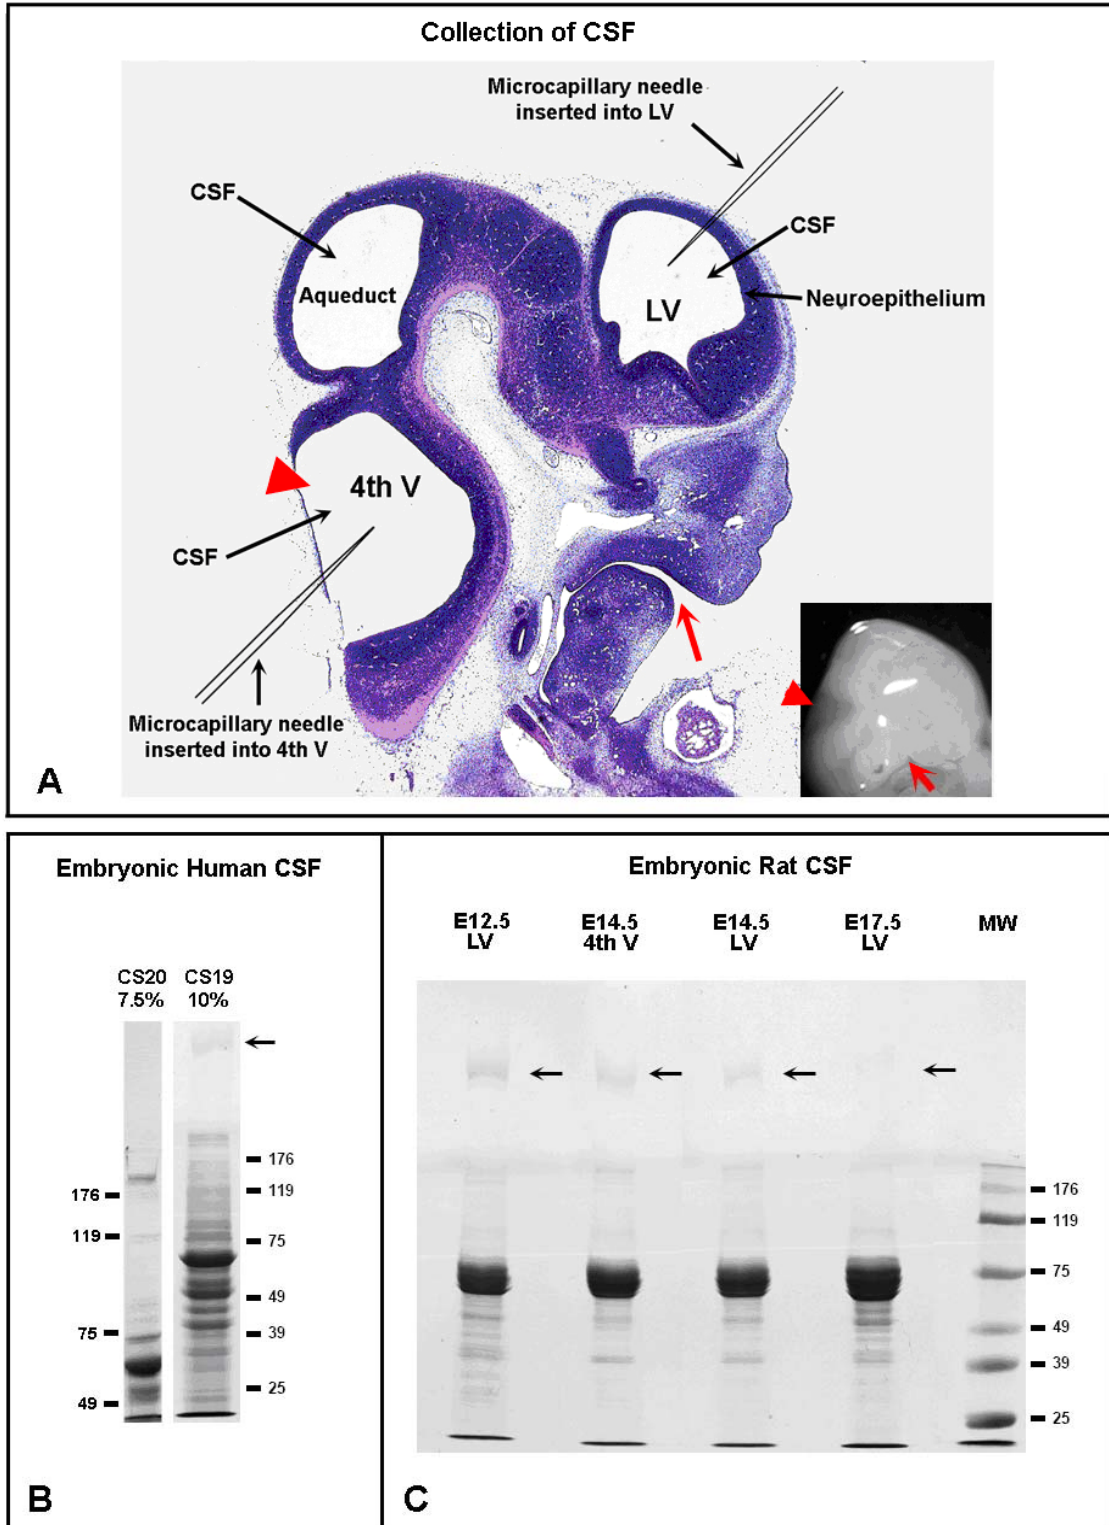 Collection of CSF
Microcapillary needle
inserted into LV
CSF
CSF
Aqueduct
LV
Neuroepithelium
4th V
CSF
Microcapillary needle
inserted into 4th V
A
Embryonic Human CSF
CS20
7.5%
CS19
10%
176
119
75
49
176
119
75
49
39
25
B
Embryonic Rat CSF
E12.5
LV
E14.5
4th V
E14.5
LV
E17.5
LV
MW
176
119
75
49
39
25
C